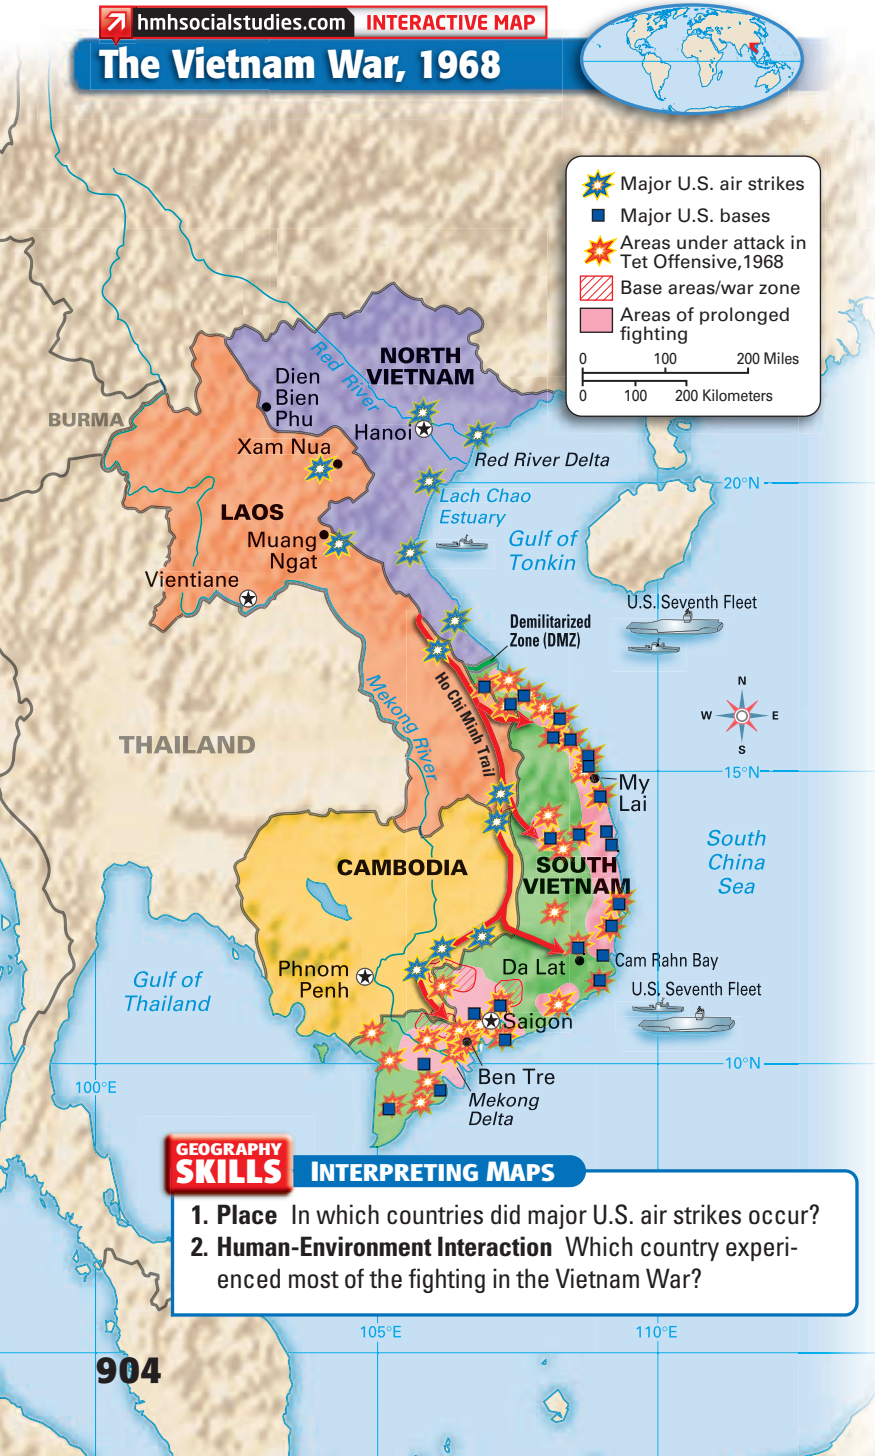 hmhsocialstudies.com INTERACTIVE MAP
The Vietnam War, 1968
Major U.S. air strikes
Major U.S. bases
Areas under attack in
Tet Offensive,1968
Base areas/war zone
Areas of prolonged
fighting
0 100 200 Miles
0 100 200 Kilometers
NORTH
VIETNAM
Red River
Dien
Bien
Phu
BURMA
Hanoi
Xam Nua
Red River Delta
20°N
Lach Chao
Estuary
LAOS
Muang
Ngat
Gulf of
Tonkin
Vientiane
U.S. Seventh Fleet
Demilitarized
Zone (DMZ)
Ho Chi Minh Trail
Mekong River
N
W E
S
THAILAND
15°N
My
Lai
South
China
Sea
CAMBODIA
SOUTH
VIETNAM
Cam Rahn Bay
Da Lat
Phnom
Penh
Gulf of
Thailand
U.S. Seventh Fleet
Saigon
10°N
100°E
Ben Tre
Mekong
Delta
GEOGRAPHY
SKILLS INTERPRETING MAPS
1. Place In which countries did major U.S. air strikes occur?
2. Human-Environment Interaction Which country experi-
enced most of the fighting in the Vietnam War?
105°E 110°E
904